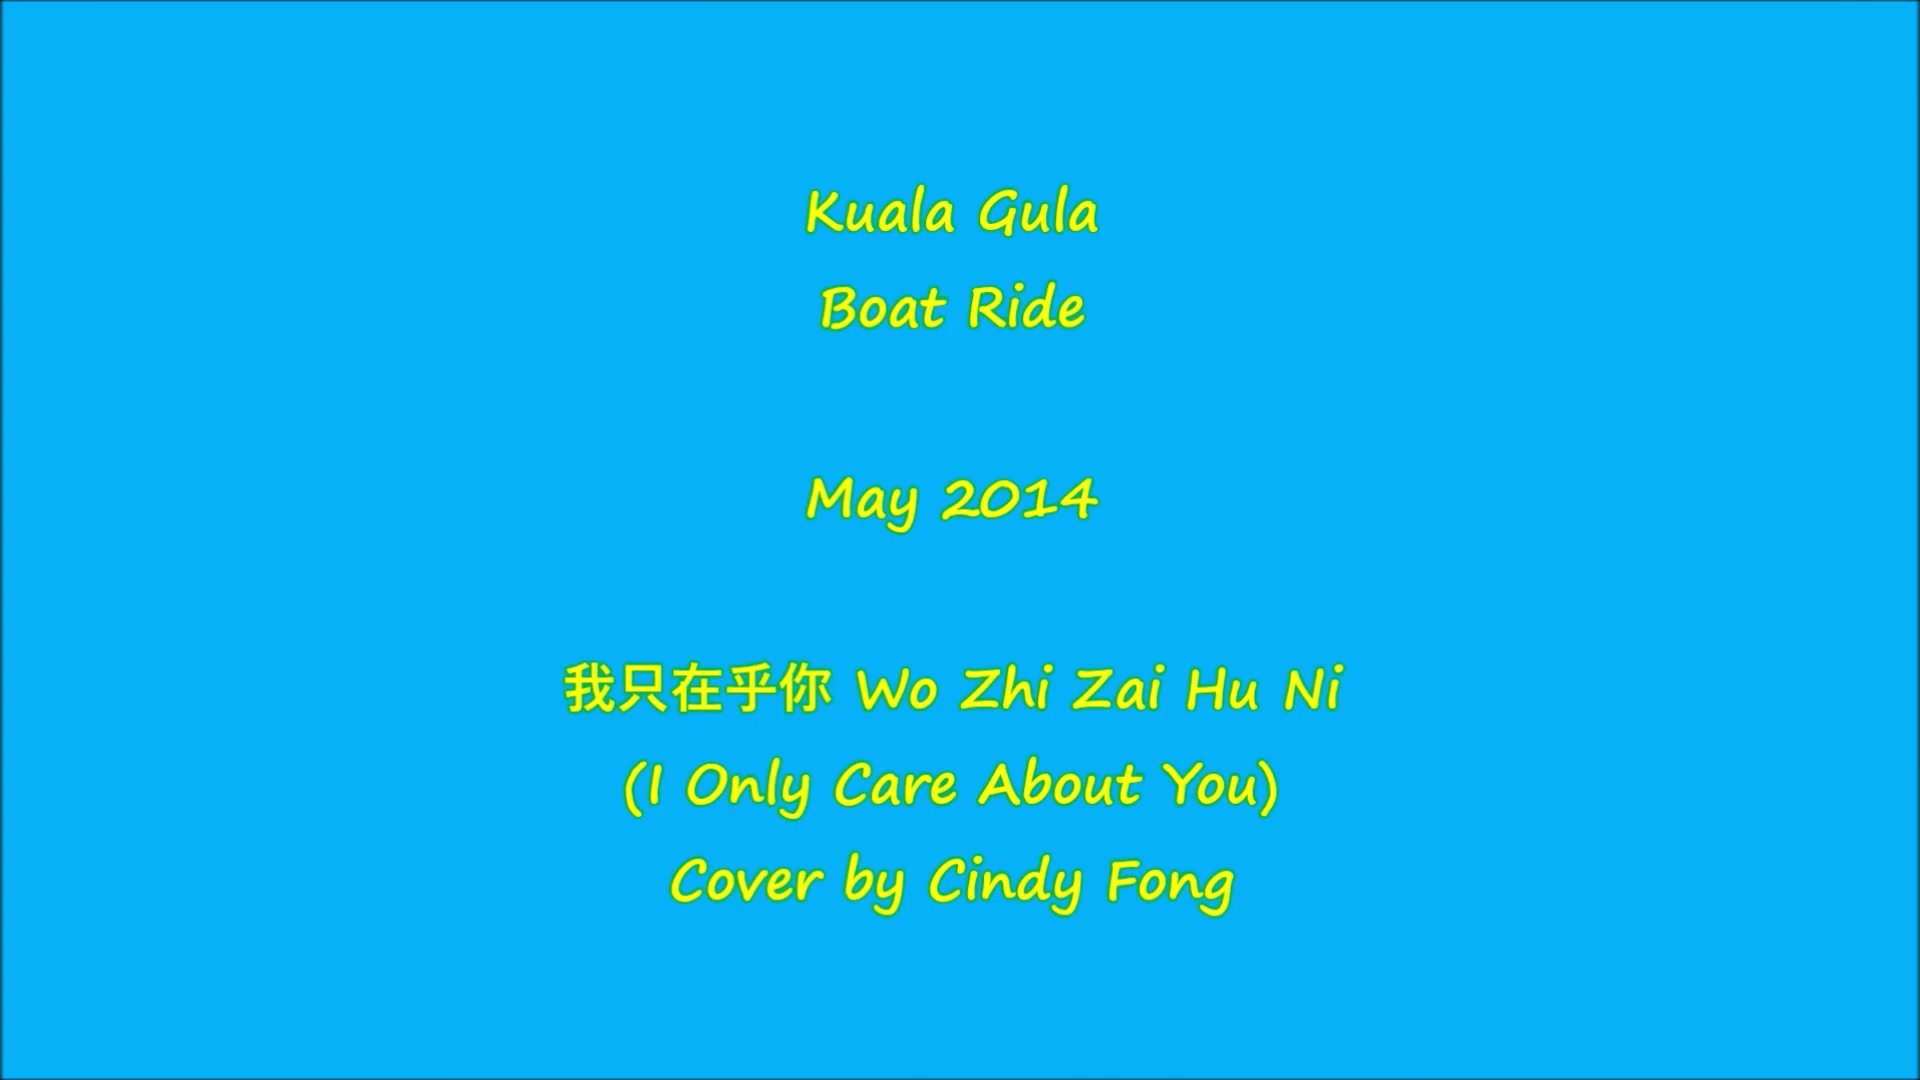 Kuala Gula
Boat Ride
May 2014
我只在乎你 Wo Zhi Zai Hu Ni
(I Only Care About You)
Cover by Cindy Fong